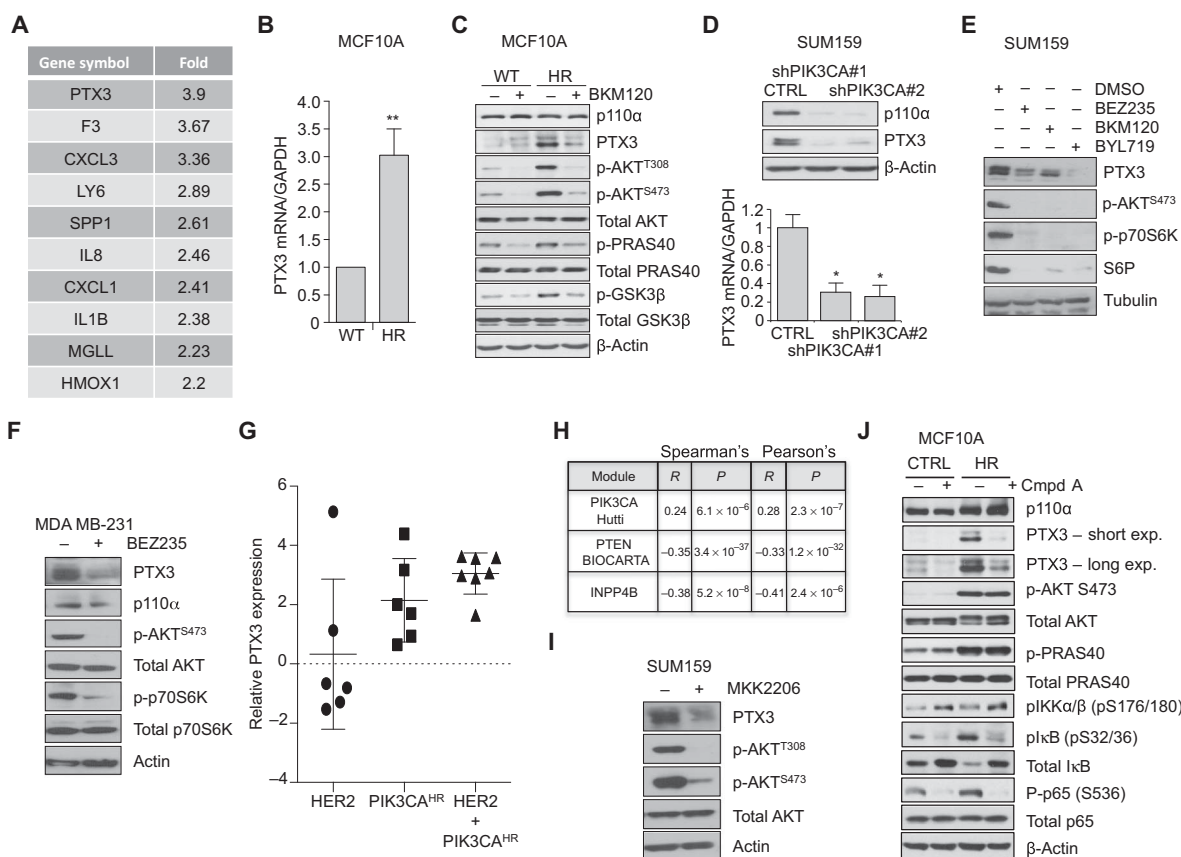 A
Gene symbol Fold
PTX3 3.9
F3 3.67
CXCL3 3.36
LY6 2.89
SPP1 2.61
IL8 2.46
CXCL1 2.41
IL1B 2.38
MGLL 2.23
HMOX1 2.2
B
MCF10A
PTX3 mRNA/GAPDH
4.0
3.5
3.0
2.5
2.0
1.5
1.0
0.5
0
**
WT HR
C
MCF10A
WT HR
– + – + BKM120
p110α
PTX3
p-AKTT308
p-AKTS473
Total AKT
p-PRAS40
Total PRAS40
p-GSK3β
Total GSK3β
β-Actin
D
SUM159
shPIK3CA#1
CTRL shPIK3CA#2
p110α
PTX3
β-Actin
PTX3 mRNA/GAPDH
1.2
1
0.8
0.6
0.4
0.2
0
* *
CTRL shPIK3CA#2
shPIK3CA#1
E
SUM159
+ – – – DMSO
– + – – BEZ235
– – + – BKM120
– – – + BYL719
PTX3
p-AKTS473
p-p70S6K
S6P
Tubulin
F
MDA MB-231
– + BEZ235
PTX3
p110α
p-AKTS473
Total AKT
p-p70S6K
Total p70S6K
Actin
G
Relative PTX3 expression
6
4
2
0
–2
–4
HER2 PIK3CAHR HER2
+
PIK3CAHR
H
Spearman's Pearson's
Module R P R P
PIK3CA
Hutti 0.24 6.1 × 10–6 0.28 2.3 × 10–7
PTEN
BIOCARTA –0.35 3.4 × 10–37 –0.33 1.2 × 10–32
INPP4B –0.38 5.2 × 10–8 –0.41 2.4 × 10–6
I
SUM159
– + MKK2206
PTX3
p-AKTT308
p-AKTS473
Total AKT
Actin
J
MCF10A
CTRL HR
– + – + Cmpd A
p110α
PTX3 – short exp.
PTX3 – long exp.
p-AKT S473
Total AKT
p-PRAS40
Total PRAS40
pIKKα/β (pS176/180)
pIκB (pS32/36)
Total IκB
P-p65 (S536)
Total p65
β-Actin